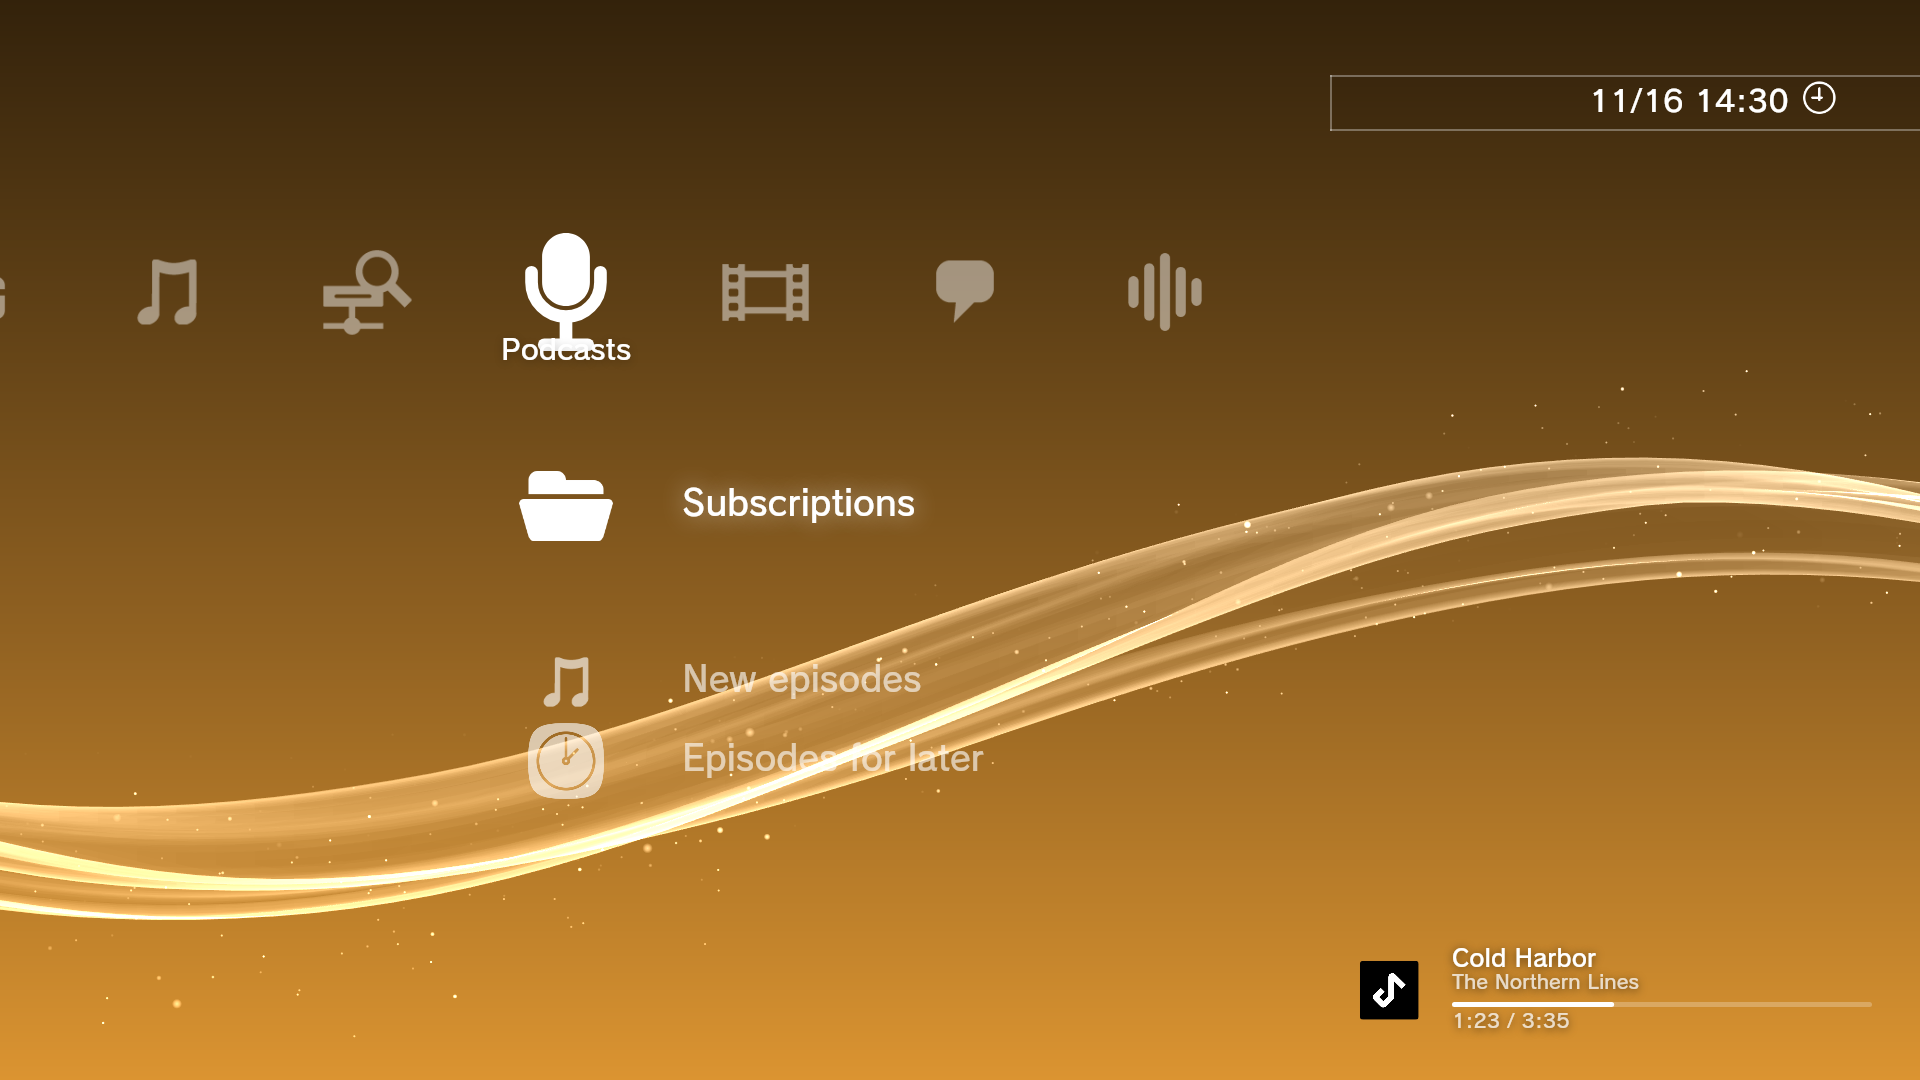 11/16 14:30
Podcasts
Subscriptions
New episodes
Episodes for later
Cold Harbor
The Northern Lines
1:23 / 3:35